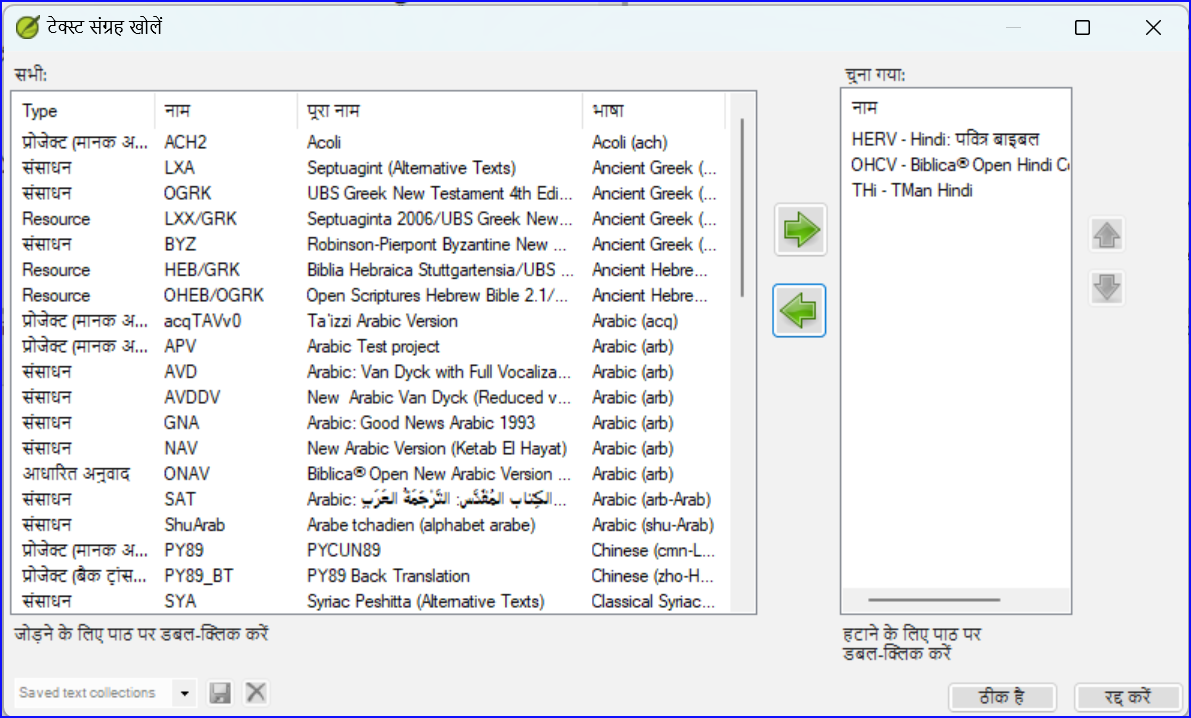 टेक्स्ट संग्रह खोलें
सभी:
Type नाम पूरा नाम भाषा
प्रोजेक्ट (मानक अ... ACH2 Acoli Acoli (ach)
संसाधन LXA Septuagint (Alternative Texts) Ancient Greek (...
संसाधन OGRK UBS Greek New Testament 4th Edi... Ancient Greek (...
Resource LXX/GRK Septuaginta 2006/UBS Greek New... Ancient Greek (...
संसाधन BYZ Robinson-Pierpont Byzantine New ... Ancient Greek (...
Resource HEB/GRK Biblia Hebraica Stuttgartensia/UBS ... Ancient Hebre...
Resource OHEB/OGRK Open Scriptures Hebrew Bible 2.1/... Ancient Hebre...
प्रोजेक्ट (मानक अ... acqTAVv0 Ta'izzi Arabic Version Arabic (acq)
प्रोजेक्ट (मानक अ... APV Arabic Test project Arabic (arb)
संसाधन AVD Arabic: Van Dyck with Full Vocaliza... Arabic (arb)
संसाधन AVDDV New Arabic Van Dyck (Reduced v... Arabic (arb)
संसाधन GNA Arabic: Good News Arabic 1993 Arabic (arb)
संसाधन NAV New Arabic Version (Ketab El Hayat) Arabic (arb)
आधारित अनुवाद ONAV Biblica® Open New Arabic Version ... Arabic (arb)
संसाधन SAT Arabic: الكِتاب المُقَدَّس: التَّرْجَمَةُ العَرَبِ... Arabic (arb-Arab)
संसाधन ShuArab Arabe tchadien (alphabet arabe) Arabic (shu-Arab)
प्रोजेक्ट (मानक अ... PY89 PYCUN89 Chinese (cmn-L...
प्रोजेक्ट (बैक ट्रांस... PY89_BT PY89 Back Translation Chinese (zho-H...
संसाधन SYA Syriac Peshitta (Alternative Texts) Classical Syriac...
जोड़ने के लिए पाठ पर डबल-क्लिक करें
Saved text collections
चुना गया:
नाम
HERV - Hindi: पवित्र बाइबल
OHCV - Biblica® Open Hindi Co
THi - TMan Hindi
हटाने के लिए पाठ पर
डबल-क्लिक करें
ठीक है रद्द करें